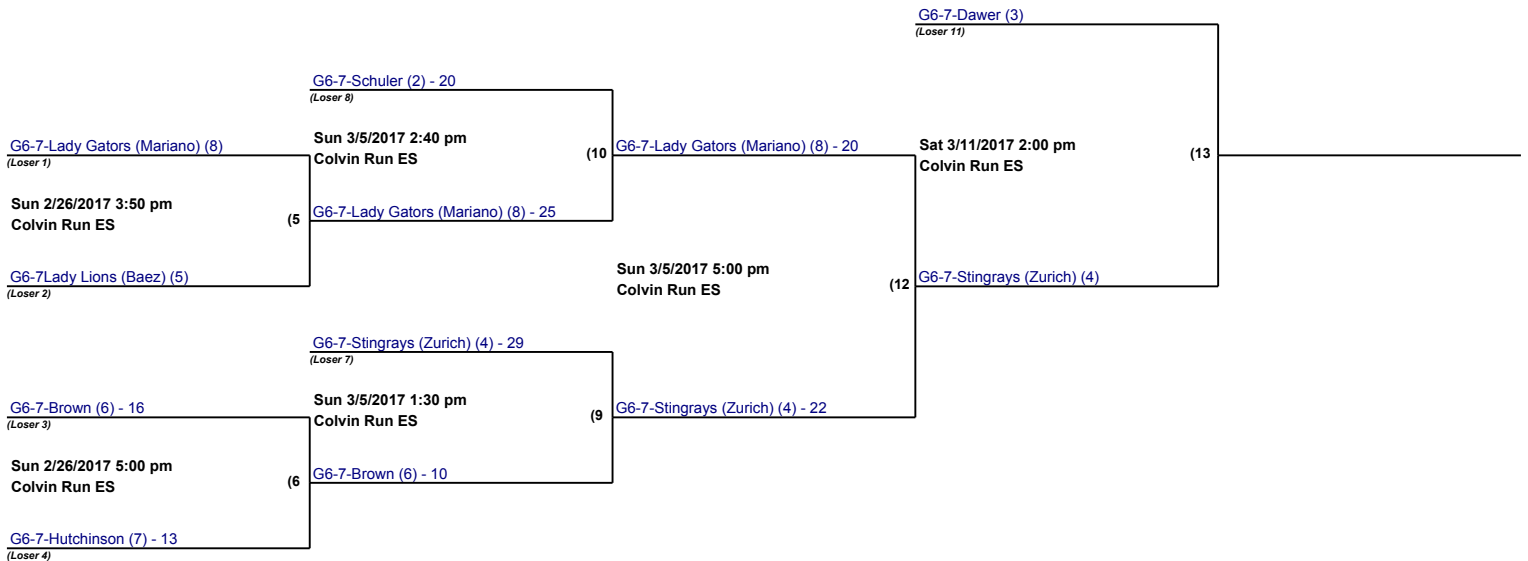 G6-7-Dawer (3)
(Loser 11)
G6-7-Schuler (2) - 20
(Loser 8)
Sun 3/5/2017 2:40 pm
Colvin Run ES
(10
G6-7-Lady Gators (Mariano) (8)
(Loser 1)
G6-7-Lady Gators (Mariano) (8) - 20
Sat 3/11/2017 2:00 pm
Colvin Run ES
(13
Sun 2/26/2017 3:50 pm
Colvin Run ES
(5
G6-7-Lady Gators (Mariano) (8) - 25
G6-7Lady Lions (Baez) (5)
(Loser 2)
Sun 3/5/2017 5:00 pm
Colvin Run ES
(12
G6-7-Stingrays (Zurich) (4)
G6-7-Stingrays (Zurich) (4) - 29
(Loser 7)
Sun 3/5/2017 1:30 pm
Colvin Run ES
(9
G6-7-Brown (6) - 16
(Loser 3)
G6-7-Stingrays (Zurich) (4) - 22
Sun 2/26/2017 5:00 pm
Colvin Run ES
(6
G6-7-Brown (6) - 10
G6-7-Hutchinson (7) - 13
(Loser 4)